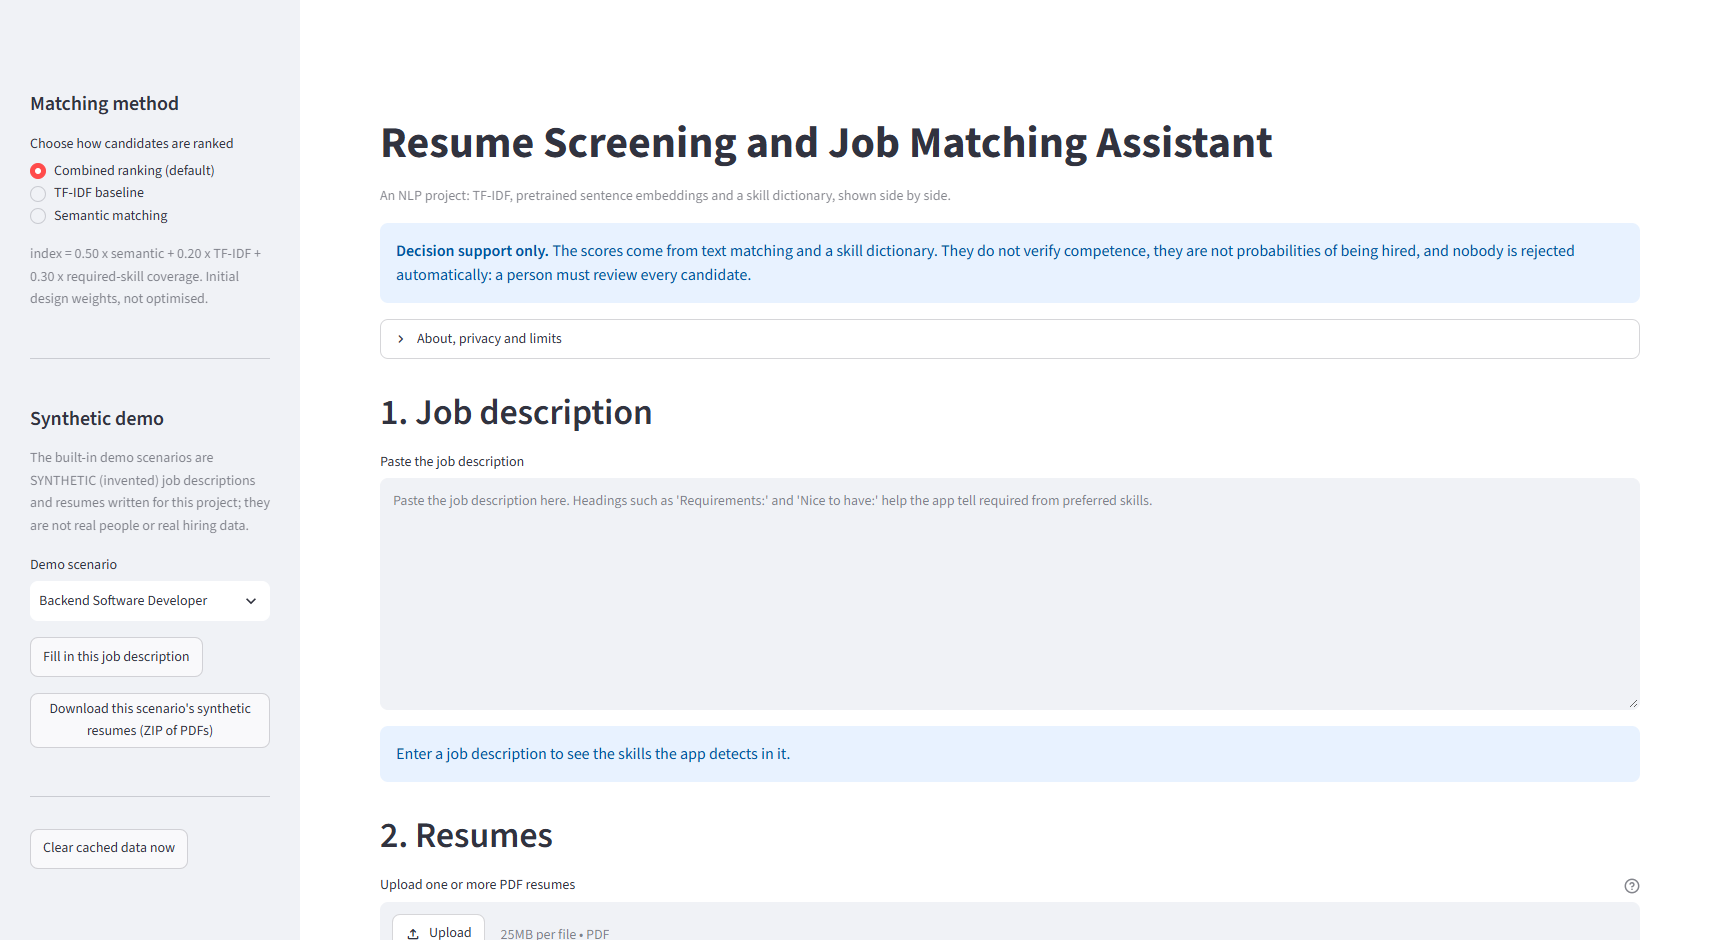 Matching method
Choose how candidates are ranked
Combined ranking (default)
TF-IDF baseline
Semantic matching
index = 0.50 x semantic + 0.20 x TF-IDF +
0.30 x required-skill coverage. Initial
design weights, not optimised.
Synthetic demo
The built-in demo scenarios are
SYNTHETIC (invented) job descriptions
and resumes written for this project; they
are not real people or real hiring data.
Demo scenario
Backend Software Developer
Fill in this job description
Download this scenario's synthetic
resumes (ZIP of PDFs)
Clear cached data now
Resume Screening and Job Matching Assistant
An NLP project: TF-IDF, pretrained sentence embeddings and a skill dictionary, shown side by side.
Decision support only. The scores come from text matching and a skill dictionary. They do not verify competence, they are not probabilities of being hired, and nobody is rejected
automatically: a person must review every candidate.
About, privacy and limits
1. Job description
Paste the job description
Paste the job description here. Headings such as 'Requirements:' and 'Nice to have:' help the app tell required from preferred skills.
Enter a job description to see the skills the app detects in it.
2. Resumes
Upload one or more PDF resumes
Upload
25MB per file • PDF